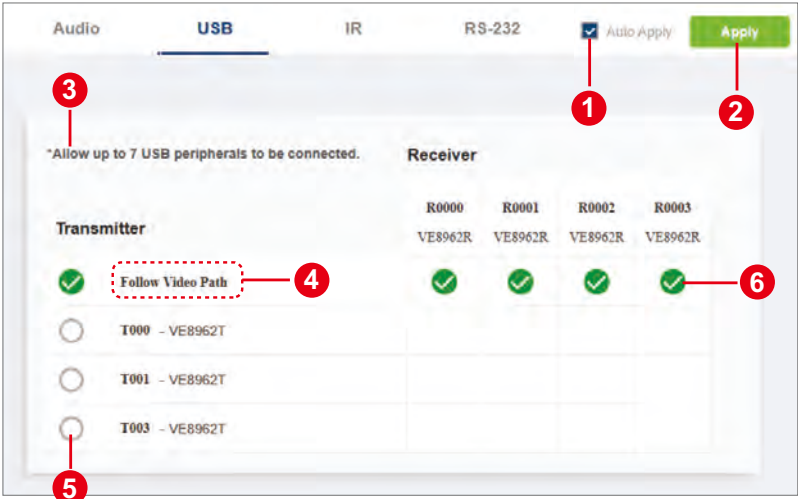 Audio USB IR RS-232 Auto Apply Apply
3 1 2
*Allow up to 7 USB peripherals to be connected. Receiver
R0000 R0001 R0002 R0003
Transmitter
VE8962R VE8962R VE8962R VE8962R
Follow Video Path 4 6
T000 - VE8962T
T001 - VE8962T
T003 - VE8962T
5